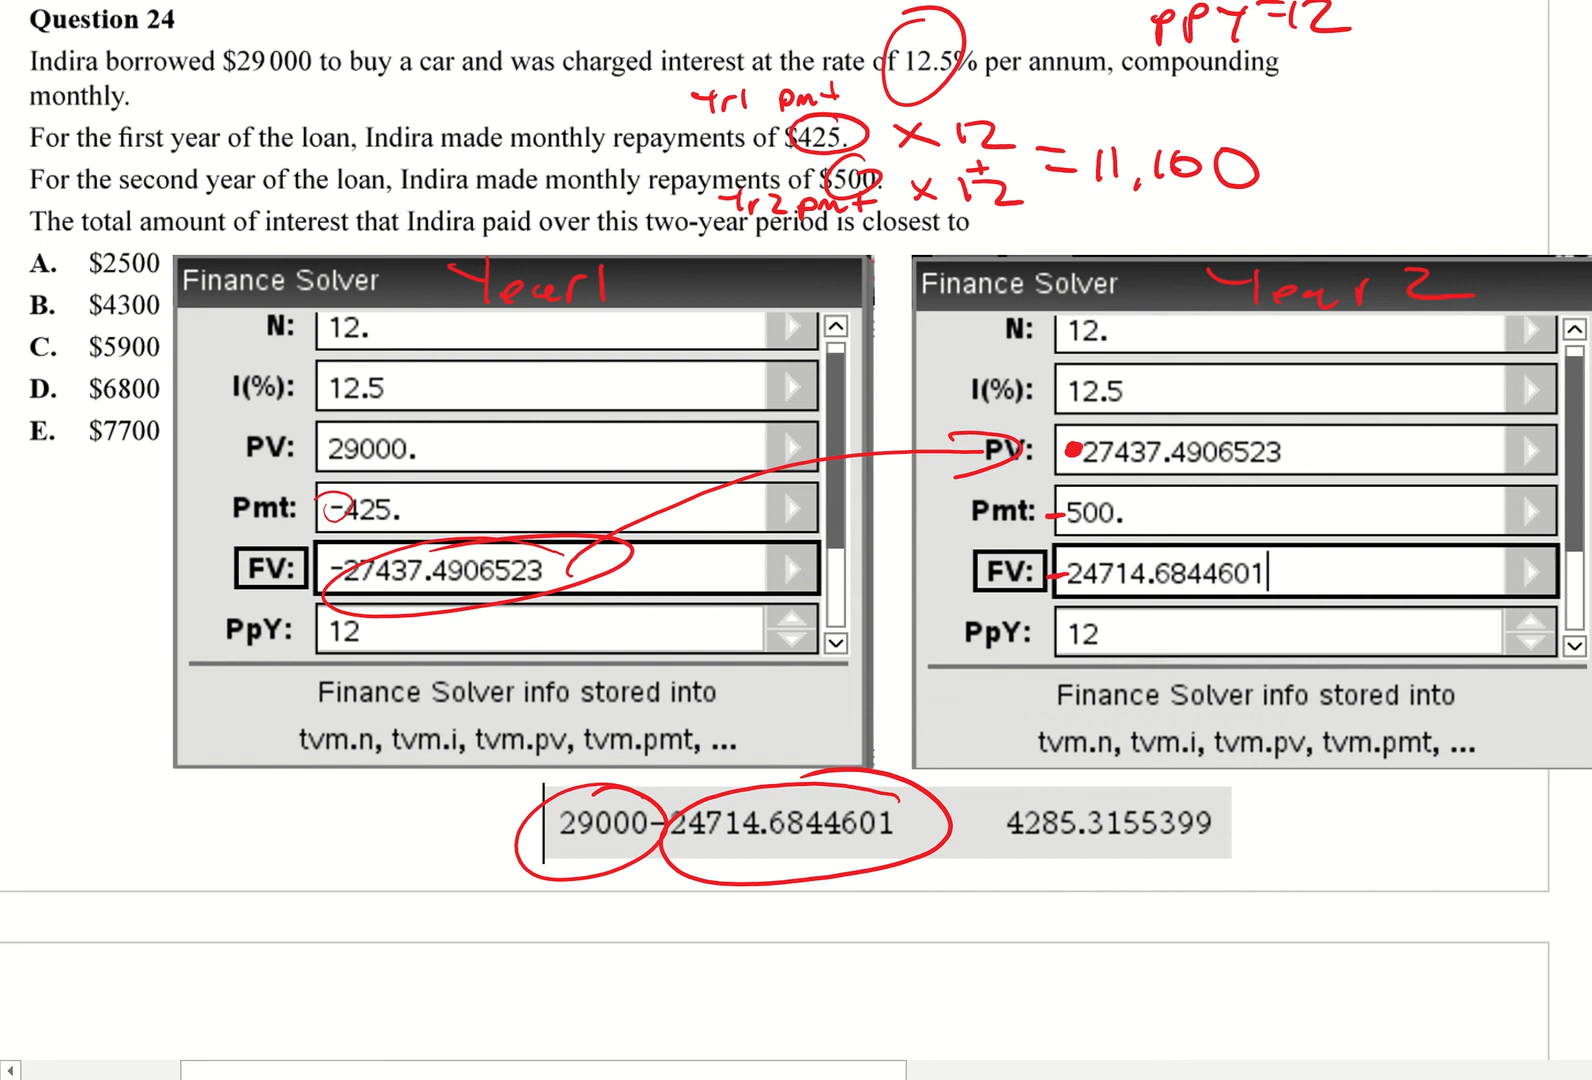 Question 24
ppy=12
Indira borrowed $29 000 to buy a car and was charged interest at the rate of 12.5% per annum, compounding
monthly.
Yr1 pmt
For the first year of the loan, Indira made monthly repayments of $425. × 12
+
= 11,100
For the second year of the loan, Indira made monthly repayments of $500. × 12
Yr2 pmt
The total amount of interest that Indira paid over this two-year period is closest to
A. $2500
B. $4300
C. $5900
D. $6800
E. $7700
Finance Solver Year 1
N: 12.
I(%): 12.5
PV: 29000.
Pmt: -425.
FV: -27437.4906523
PpY: 12
Finance Solver info stored into
tvm.n, tvm.i, tvm.pv, tvm.pmt, ...
Finance Solver Year 2
N: 12.
I(%): 12.5
PV: 27437.4906523
Pmt: -500.
FV: -24714.6844601
PpY: 12
Finance Solver info stored into
tvm.n, tvm.i, tvm.pv, tvm.pmt, ...
29000-24714.6844601 4285.3155399